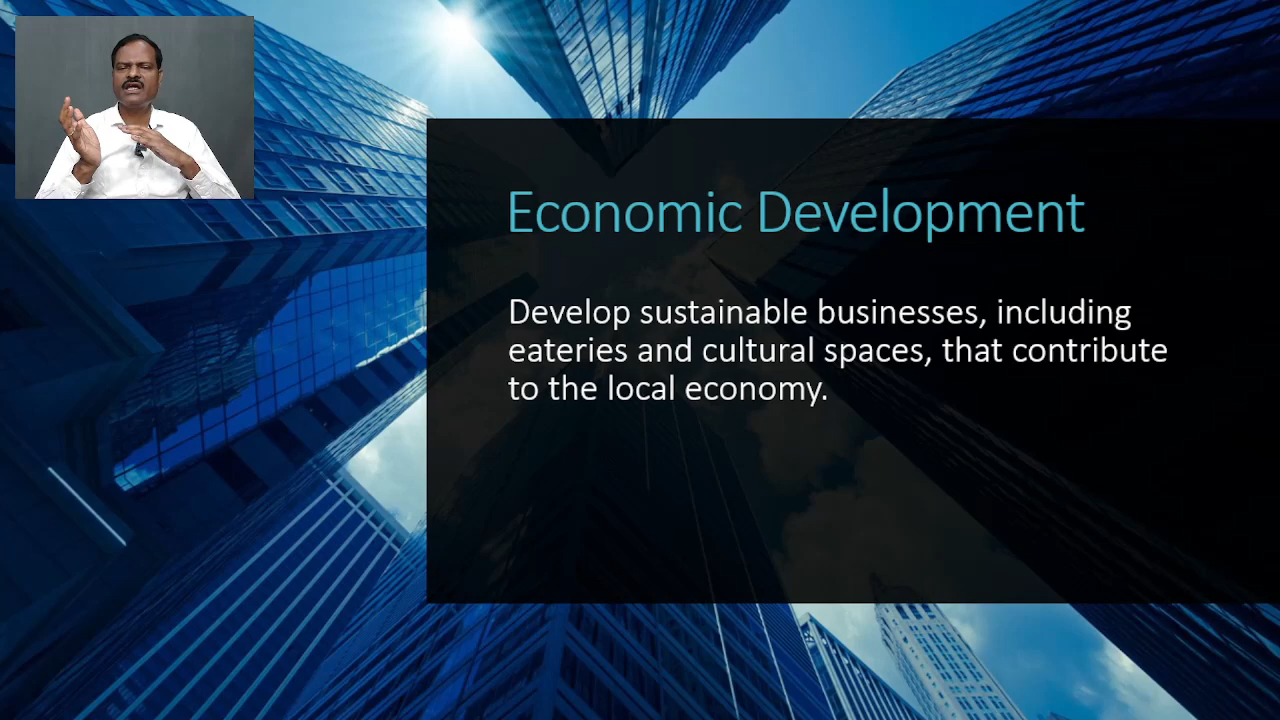 Economic Development
Develop sustainable businesses, including
eateries and cultural spaces, that contribute
to the local economy.